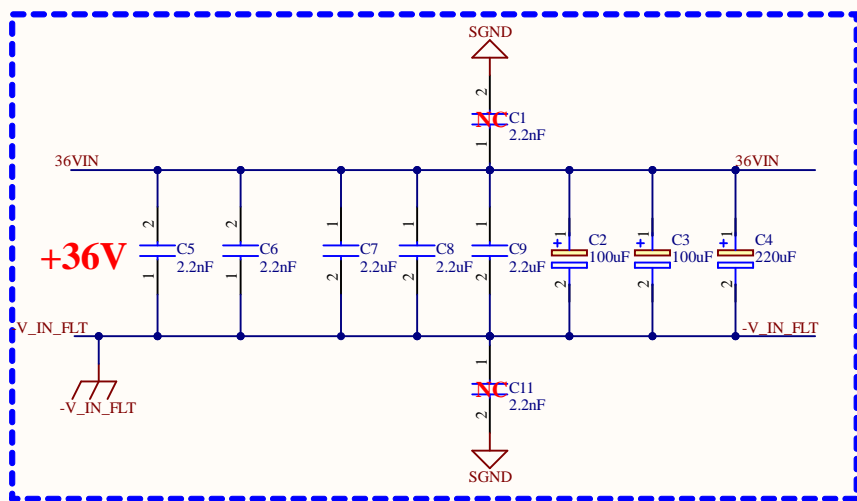 SGND
2
NC C1
2.2nF
1
36VIN 36VIN
2 2 1 1 1 1 1 1
+36V
C5 C6 C7 C8 C9 + C2 + C3 + C4
2.2nF 2.2nF 2.2uF 2.2uF 2.2uF 100uF 100uF 220uF
1 1 2 2 2 2 2 2
V_IN_FLT -V_IN_FLT
1
NC C11
2.2nF
2
-V_IN_FLT
SGND